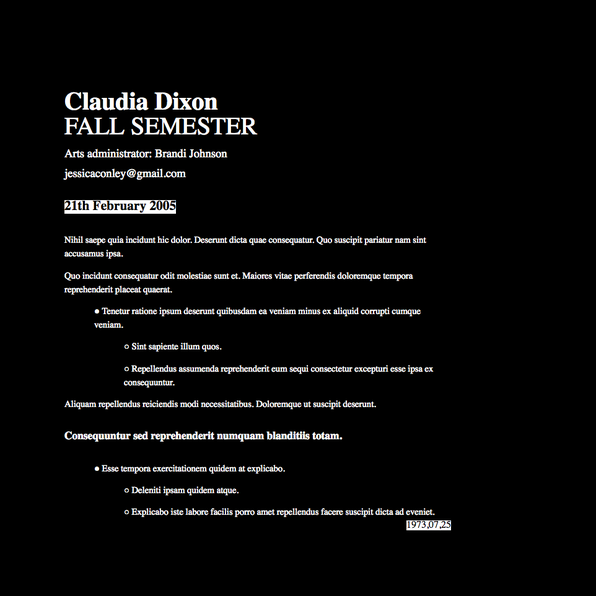 Claudia Dixon
FALL SEMESTER
Arts administrator: Brandi Johnson
jessicaconley@gmail.com
21th February 2005
Nihil saepe quia incidunt hic dolor. Deserunt dicta quae consequatur. Quo suscipit pariatur nam sint
accusamus ipsa.
Quo incidunt consequatur odit molestiae sunt et. Maiores vitae perferendis doloremque tempora
reprehenderit placeat quaerat.
● Tenetur ratione ipsum deserunt quibusdam ea veniam minus ex aliquid corrupti cumque
veniam.
○ Sint sapiente illum quos.
○ Repellendus assumenda reprehenderit eum sequi consectetur excepturi esse ipsa ex
consequuntur.
Aliquam repellendus reiciendis modi necessitatibus. Doloremque ut suscipit deserunt.
Consequuntur sed reprehenderit numquam blanditiis totam.
● Esse tempora exercitationem quidem at explicabo.
○ Deleniti ipsam quidem atque.
○ Explicabo iste labore facilis porro amet repellendus facere suscipit dicta ad eveniet.
1973,07,25